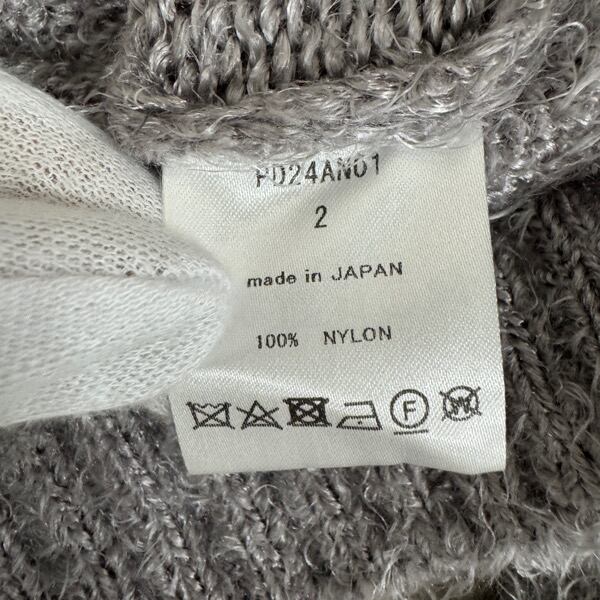 PD24AN01
2
made in JAPAN
100% NYLON
F
W